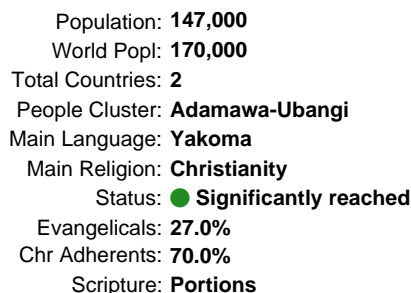 Population: 147,000
World Popl: 170,000
Total Countries: 2
People Cluster: Adamawa-Ubangi
Main Language: Yakoma
Main Religion: Christianity
Status: Significantly reached
Evangelicals: 27.0%
Chr Adherents: 70.0%
Scripture: Portions